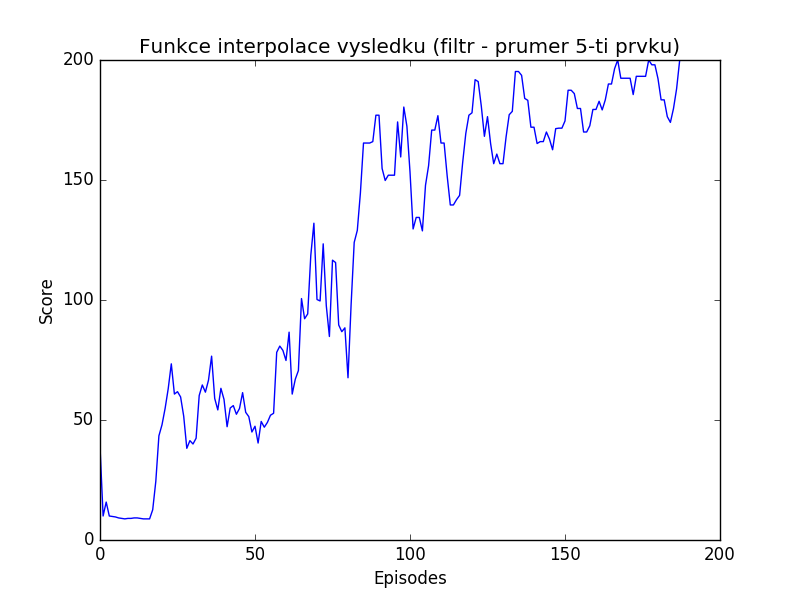 Funkce interpolace vysledku (filtr - prumer 5-ti prvku)
200
150
100
50
0
Score
0 50 100 150 200
Episodes